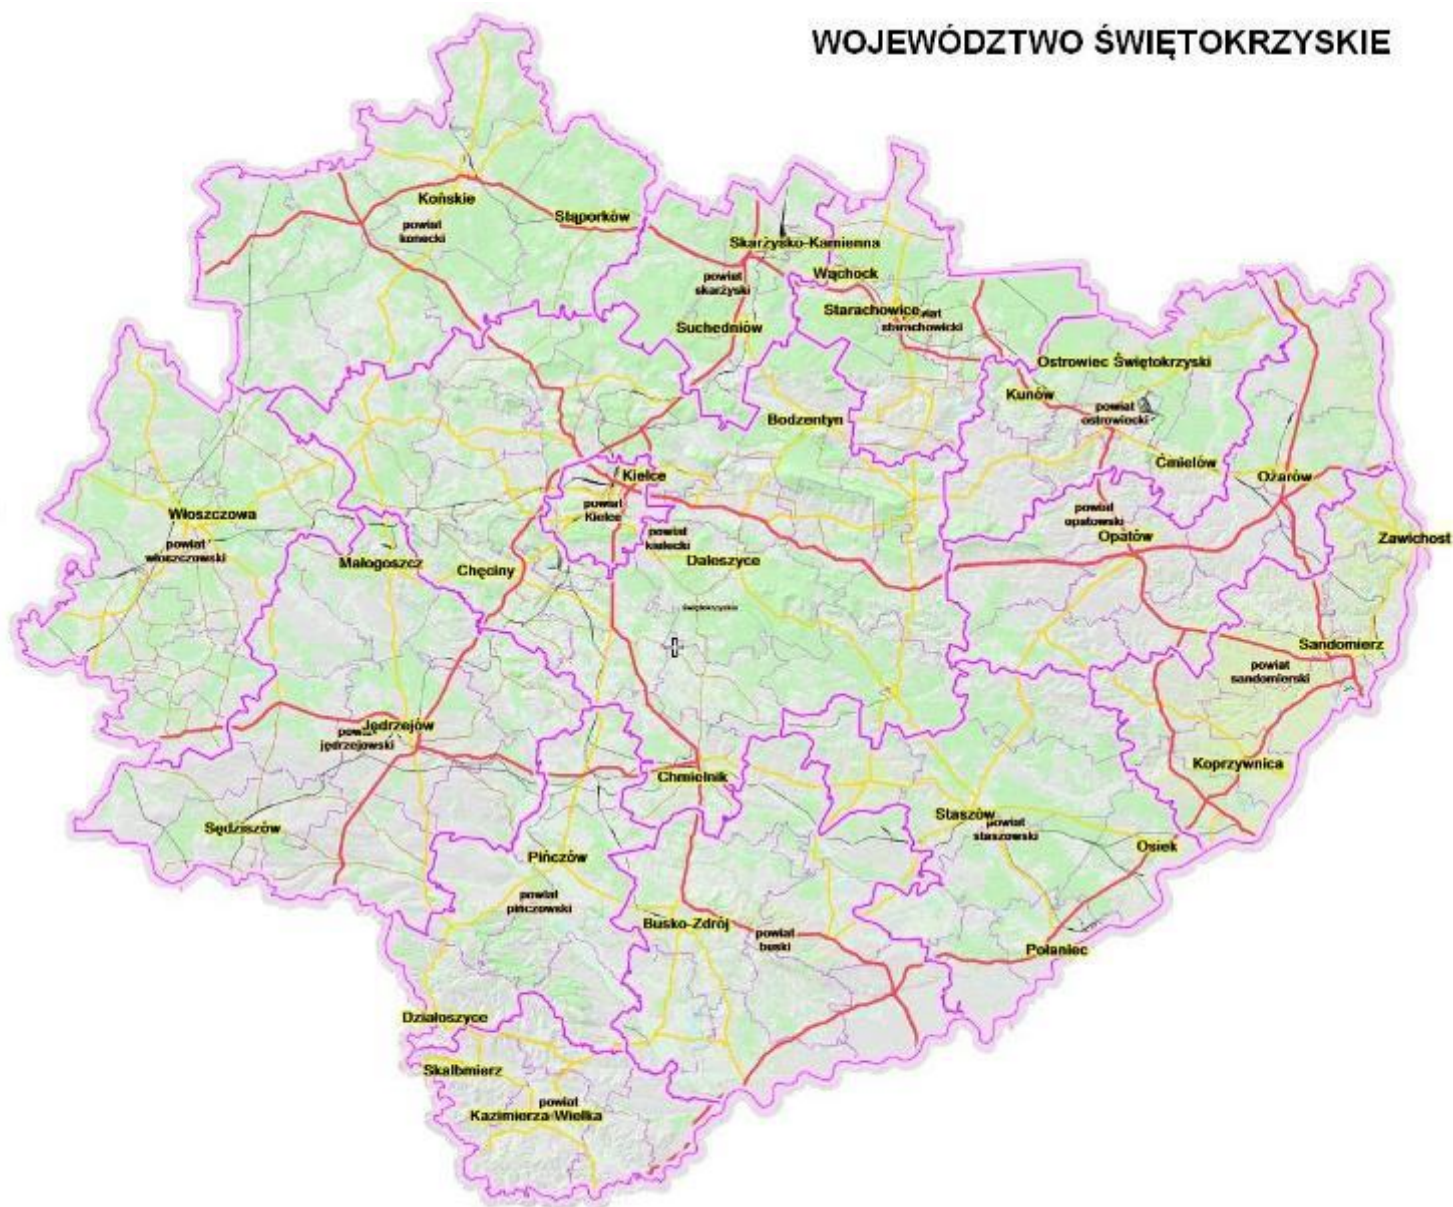 WOJEWÓDZTWO ŚWIĘTOKRZYSKIE
Końskie
Stąporków
powiat
konecki
Skarżysko-Kamienna
Wąchock
powiat
skarżyski
Starachowice
starachowicki
Suchedniów
Ostrowiec Świętokrzyski
Kunów
powiat
ostrowiecki
Bodzentyn
Ćmielów
Ożarów
Kielce
powiat
Kielce
powiat
opatowski
Opatów
Zawichost
Włoszczowa
powiat
włoszczowski
powiat
kielecki
Małogoszcz
Chęciny
Daleszyce
świętokrzyskie
Sandomierz
powiat
sandomierski
Jędrzejów
jędrzejowski
Chmielnik
Koprzywnica
Sędziszów
Staszów
powiat
staszowski
Osiek
Pińczów
powiat
pińczowski
Busko-Zdrój
powiat
buski
Połaniec
Działoszyce
Skalbmierz
powiat
Kazimierza Wielka